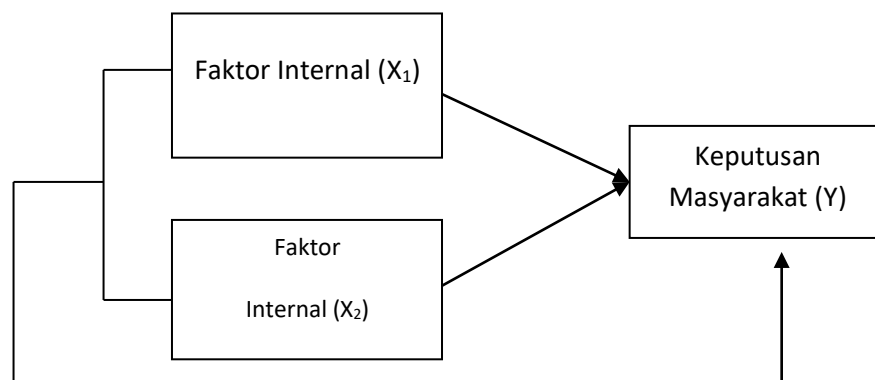 Faktor Internal (X₁)
Keputusan
Masyarakat (Y)
Faktor
Internal (X₂)